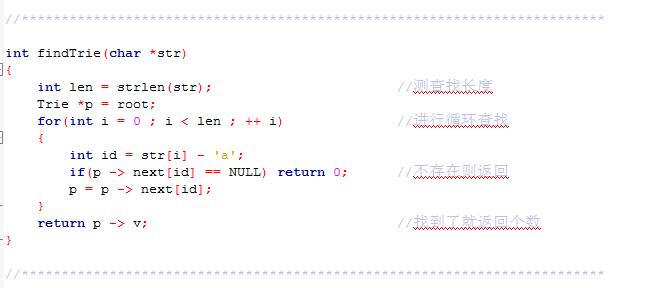 //*************************************************************************
int findTrie(char *str)
{
int len = strlen(str); //测查找长度
Trie *p = root;
for(int i = 0 ; i < len ; ++ i) //进行循环查找
{
int id = str[i] - 'a';
if(p -> next[id] == NULL) return 0; //不存在则返回
p = p -> next[id];
}
return p -> v; //找到了就返回个数
}
//*************************************************************************